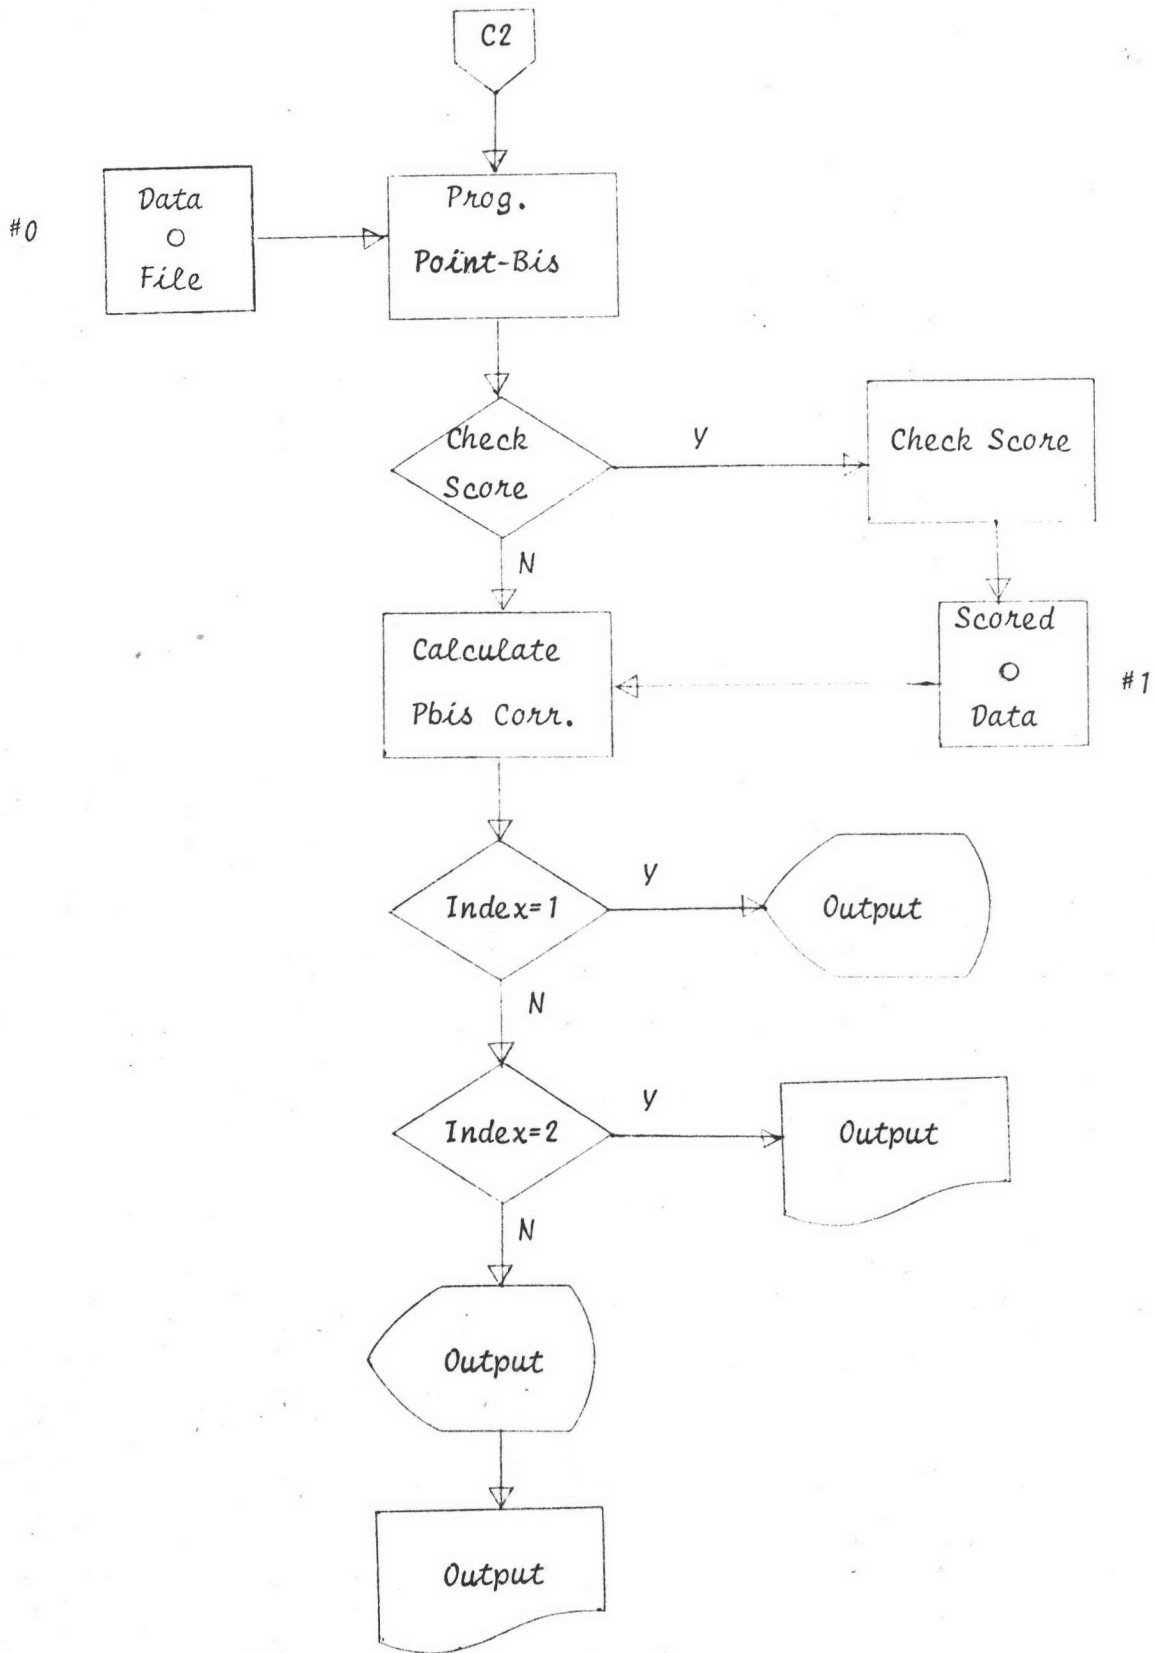 C2
Data
File
#0
Prog.
Point-Bis
Check
Score
Y
Check Score
N
Calculate
Pbis Corr.
Scored
Data
#1
Index=1
Y
Output
N
Index=2
Y
Output
N
Output
Output